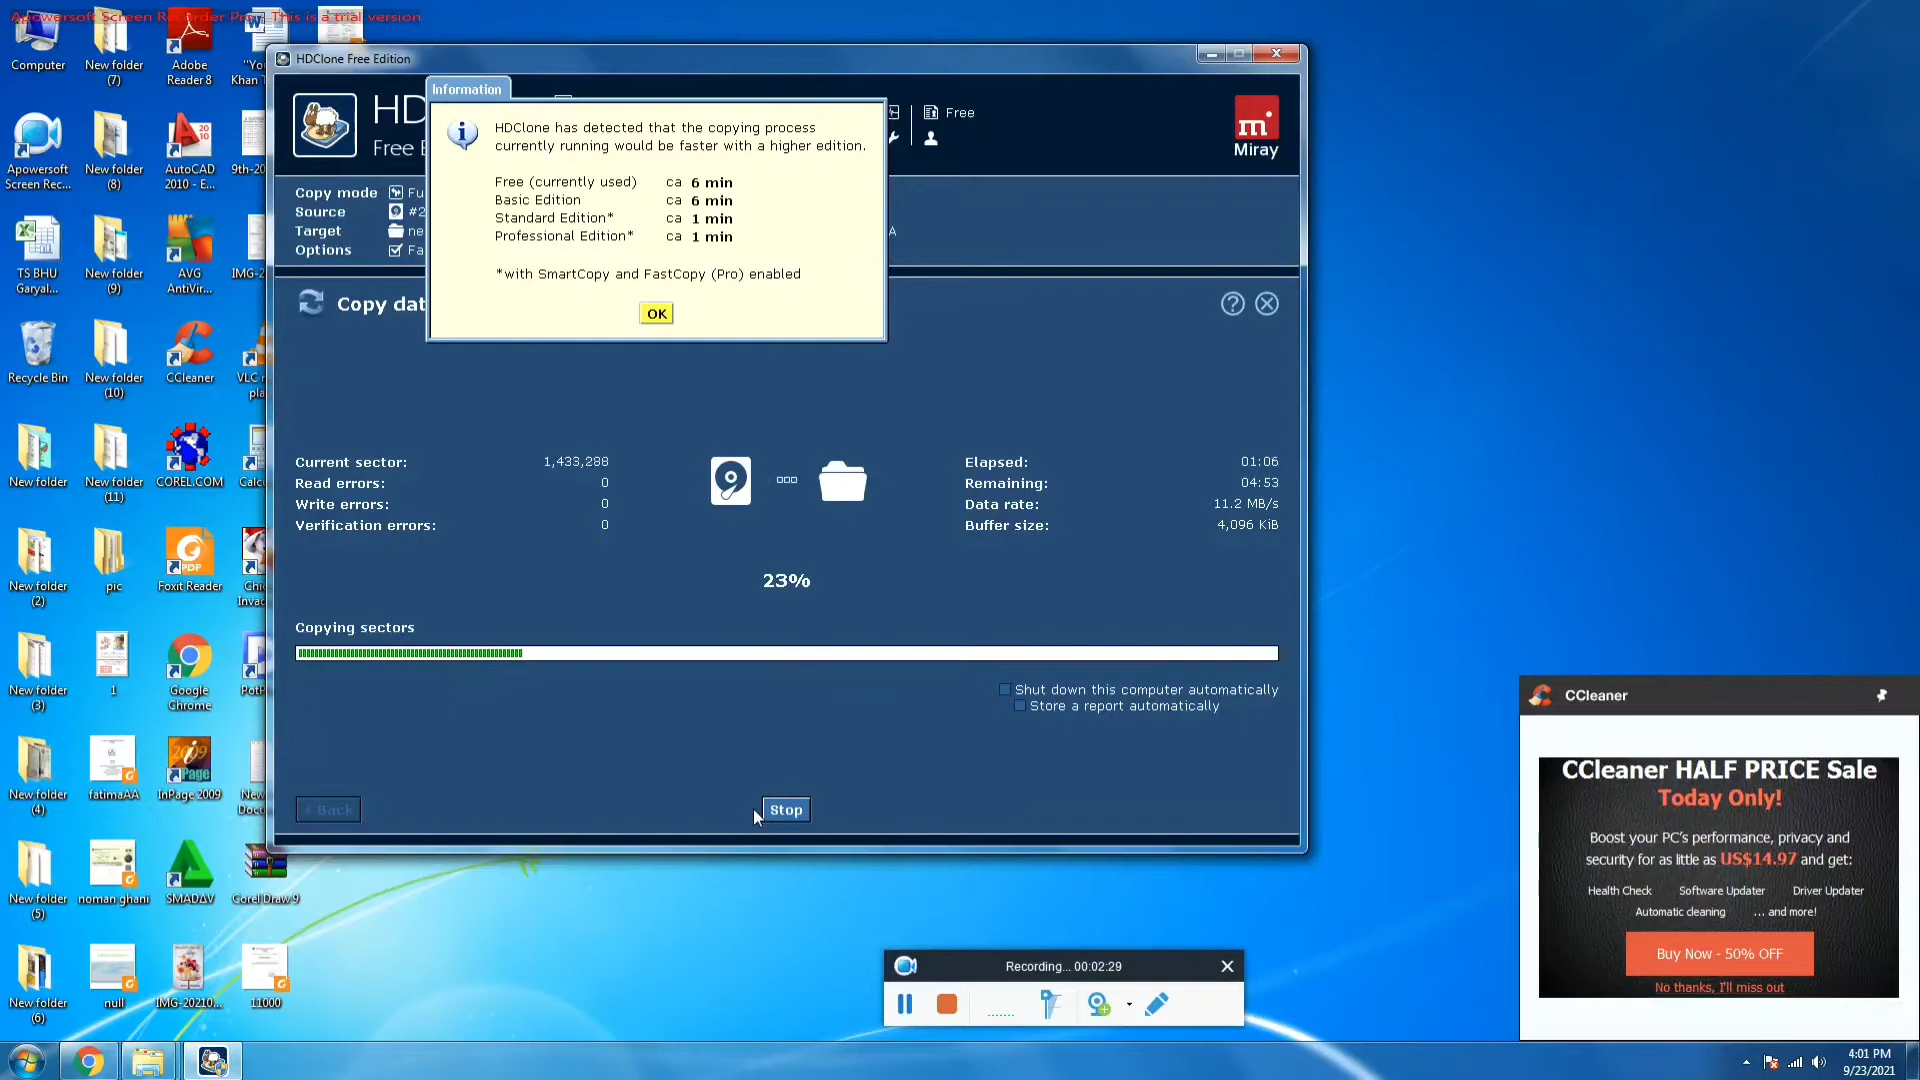 Apowersoft Screen Recorder Pro - This is a trial version
Computer
New folder
(7)
Adobe
Reader 8
Khan
Apowersoft
Screen Rec...
New folder
(8)
AutoCAD
2010 - E...
TS BHU
Garyal...
New folder
(9)
AVG
AntiVir...
Recycle Bin
New folder
(10)
CCleaner
VLC
New folder
New folder
(11)
COREL.COM
New folder
(2)
pic
Foxit Reader
New folder
(3)
1
Google
Chrome
New folder
(4)
fatimaAA
InPage 2009
New folder
(5)
noman ghani
SMADAV
Corel Draw 9
New folder
(6)
null
IMG-20210...
11000
HDClone Free Edition
HD
Free E
Free
miray
Miray
Copy mode Fu
Source #2
Target ne
Options Fa
Information
HDClone has detected that the copying process
currently running would be faster with a higher edition.
Free (currently used) ca 6 min
Basic Edition ca 6 min
Standard Edition* ca 1 min
Professional Edition* ca 1 min
*with SmartCopy and FastCopy (Pro) enabled
OK
Copy dat
Current sector: 1,433,288
Read errors: 0
Write errors: 0
Verification errors: 0
Elapsed: 01:06
Remaining: 04:53
Data rate: 11.2 MB/s
Buffer size: 4,096 KiB
23%
Copying sectors
Shut down this computer automatically
Store a report automatically
< Back
Stop
CCleaner
CCleaner HALF PRICE Sale
Today Only!
Boost your PC's performance, privacy and
security for as little as US$14.97 and get:
Health Check Software Updater Driver Updater
Automatic cleaning ... and more!
Buy Now - 50% OFF
No thanks, I'll miss out
Recording... 00:02:29
4:01 PM
9/23/2021